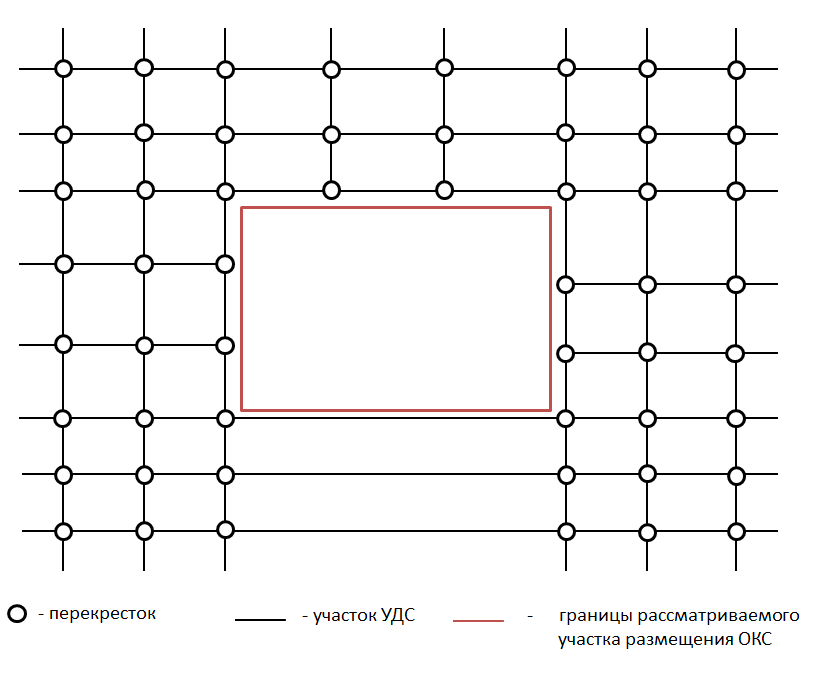 - перекресток
- участок УДС
- границы рассматриваемого
участка размещения ОКС